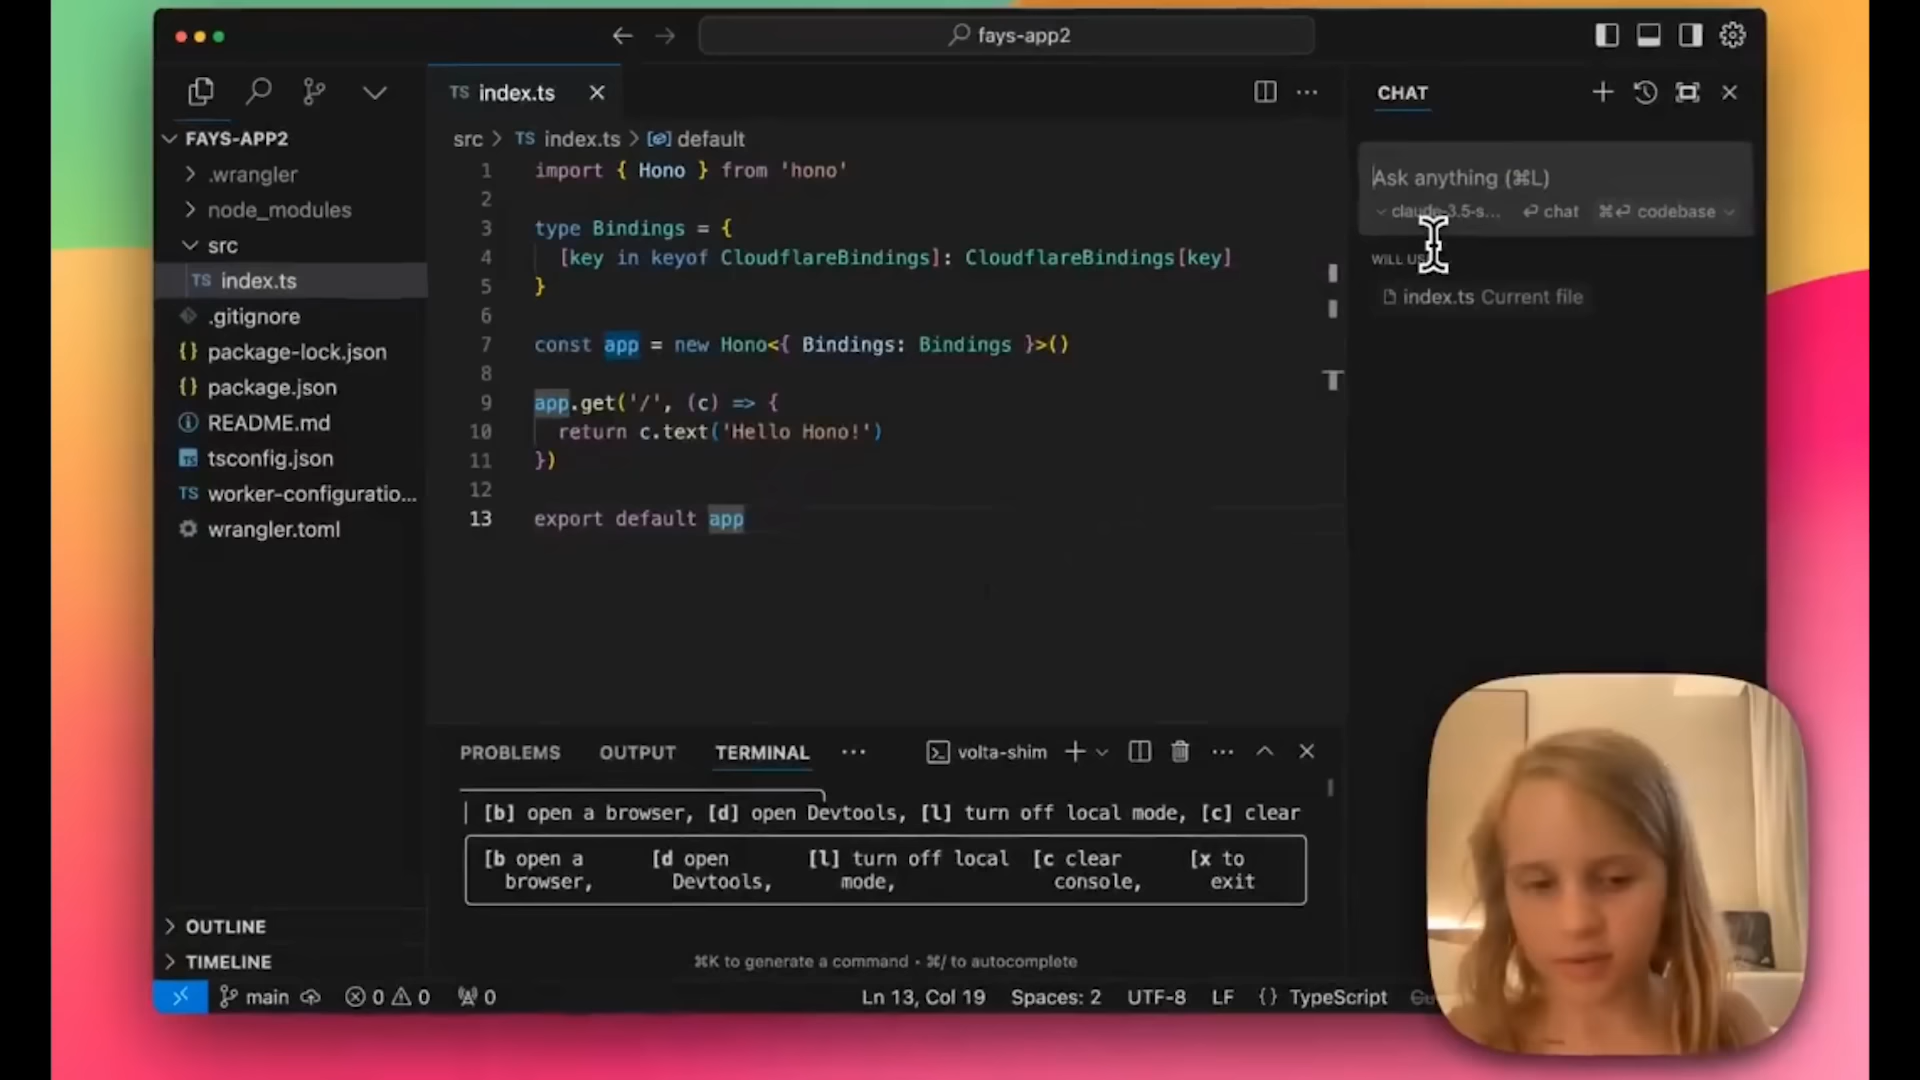 fays-app2
TS index.ts
CHAT
FAYS-APP2
.wrangler
node_modules
src
TS index.ts
.gitignore
{} package-lock.json
{} package.json
README.md
TS tsconfig.json
TS worker-configuratio...
wrangler.toml
OUTLINE
TIMELINE
src > TS index.ts > default
1 import { Hono } from 'hono'
2
3 type Bindings = {
4 [key in keyof CloudflareBindings]: CloudflareBindings[key]
5 }
6
7 const app = new Hono<{ Bindings: Bindings }>()
8
9 app.get('/', (c) => {
10 return c.text('Hello Hono!')
11 })
12
13 export default app
Ask anything (⌘L)
claude-3.5-s... chat codebase
index.ts Current file
PROBLEMS OUTPUT TERMINAL ... volta-shim
[b] open a browser, [d] open Devtools, [l] turn off local mode, [c] clear
[b open a [d open [l] turn off local [c clear [x to
browser, Devtools, mode, console, exit
⌘K to generate a command • ⌘/ to autocomplete
main 0 0 0 Ln 13, Col 19 Spaces: 2 UTF-8 LF {} TypeScript